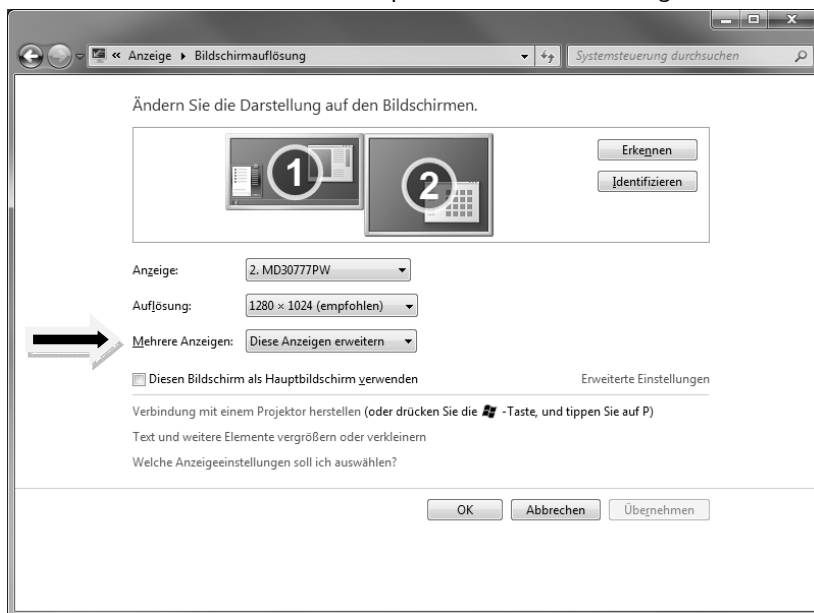 « Anzeige ▸ Bildschirmauflösung Systemsteuerung durchsuchen
Ändern Sie die Darstellung auf den Bildschirmen.
1
2
Erkennen
Identifizieren
Anzeige: 2. MD30777PW
Auflösung: 1280 × 1024 (empfohlen)
Mehrere Anzeigen: Diese Anzeigen erweitern
Diesen Bildschirm als Hauptbildschirm verwenden Erweiterte Einstellungen
Verbindung mit einem Projektor herstellen (oder drücken Sie die -Taste, und tippen Sie auf P)
Text und weitere Elemente vergrößern oder verkleinern
Welche Anzeigeeinstellungen soll ich auswählen?
OK Abbrechen Übernehmen